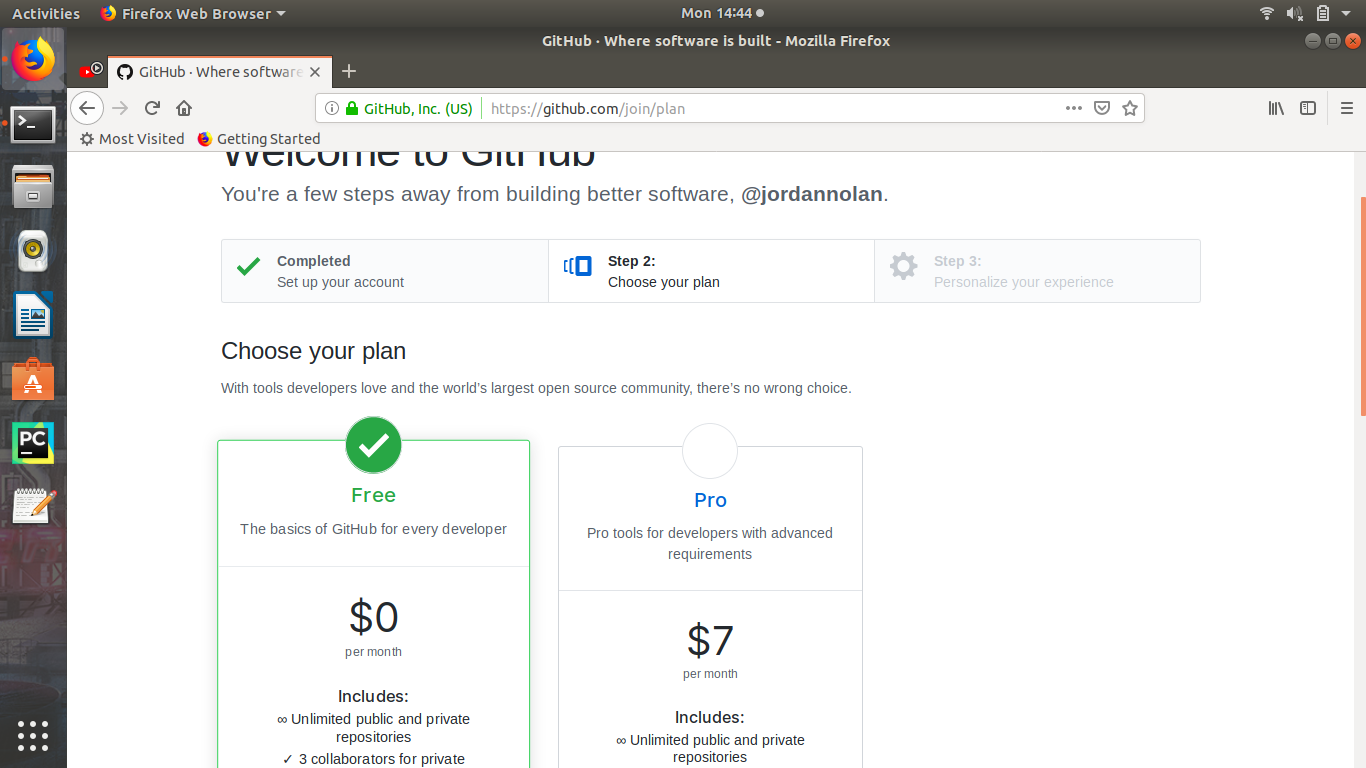 Activities
Firefox Web Browser
Mon 14:44
GitHub · Where software is built - Mozilla Firefox
GitHub · Where software
GitHub, Inc. (US)
https://github.com/join/plan
Most Visited
Getting Started
Welcome to GitHub
You're a few steps away from building better software, @jordannolan.
Completed
Set up your account
Step 2:
Choose your plan
Step 3:
Personalize your experience
Choose your plan
With tools developers love and the world’s largest open source community, there’s no wrong choice.
Free
The basics of GitHub for every developer
$0
per month
Includes:
∞ Unlimited public and private
repositories
✓ 3 collaborators for private
Pro
Pro tools for developers with advanced
requirements
$7
per month
Includes:
∞ Unlimited public and private
repositories
PC